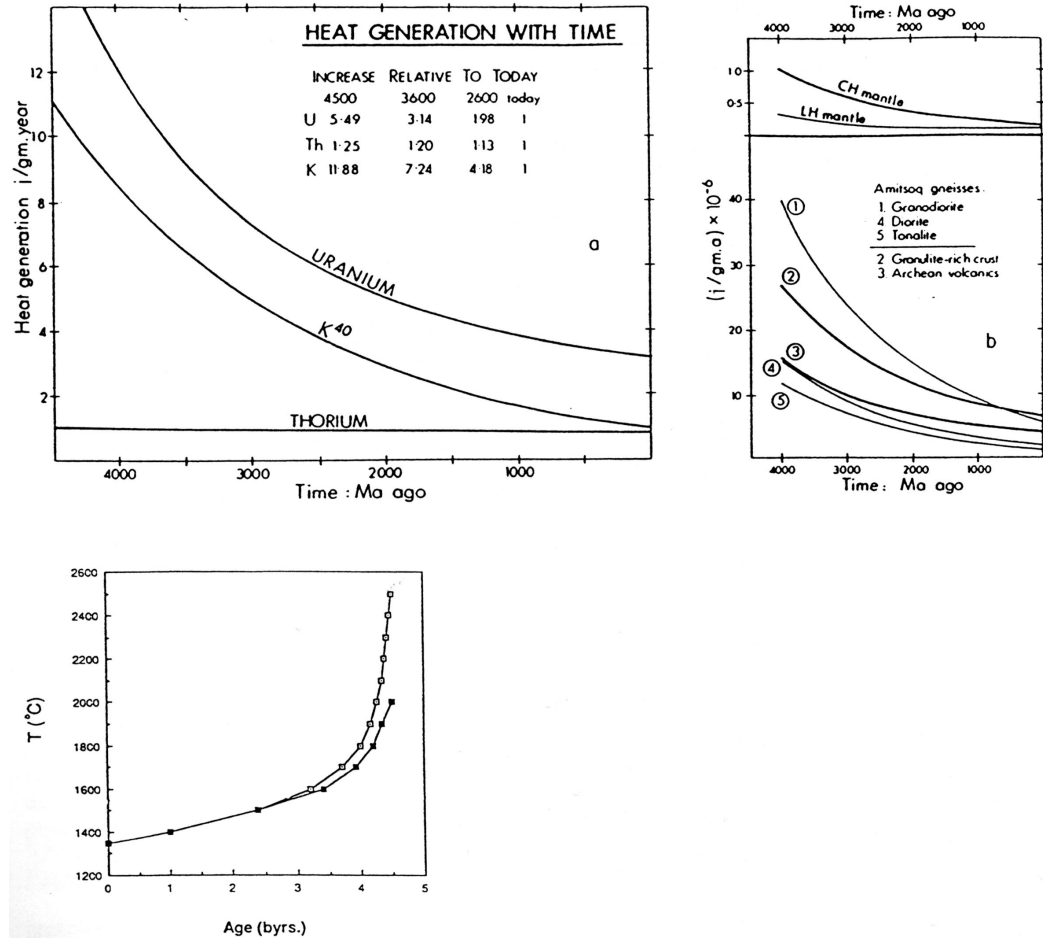 HEAT GENERATION WITH TIME
INCREASE RELATIVE TO TODAY
4500 3600 2600 today
U 5·49 3·14 1·98 1
Th 1·25 1·20 1·13 1
K 11·88 7·24 4·18 1
12
10
8
6
4
2
Heat generation j/gm.year
URANIUM
K⁴⁰
THORIUM
a
4000 3000 2000 1000
Time : Ma ago
Time: Ma ago
4000 3000 2000 1000
1·0
0·5
CH mantle
LH mantle
40
30
20
10
(j/gm.a) × 10⁻⁶
Amitsoq gneisses.
1. Granodiorite
4 Diorite
5 Tonalite
2 Granulite-rich crust
3. Archean volcanics
1
2
3
4
5
b
4000 3000 2000 1000
Time : Ma ago
2600
2400
2200
2000
1800
1600
1400
1200
T (°C)
0 1 2 3 4 5
Age (byrs.)